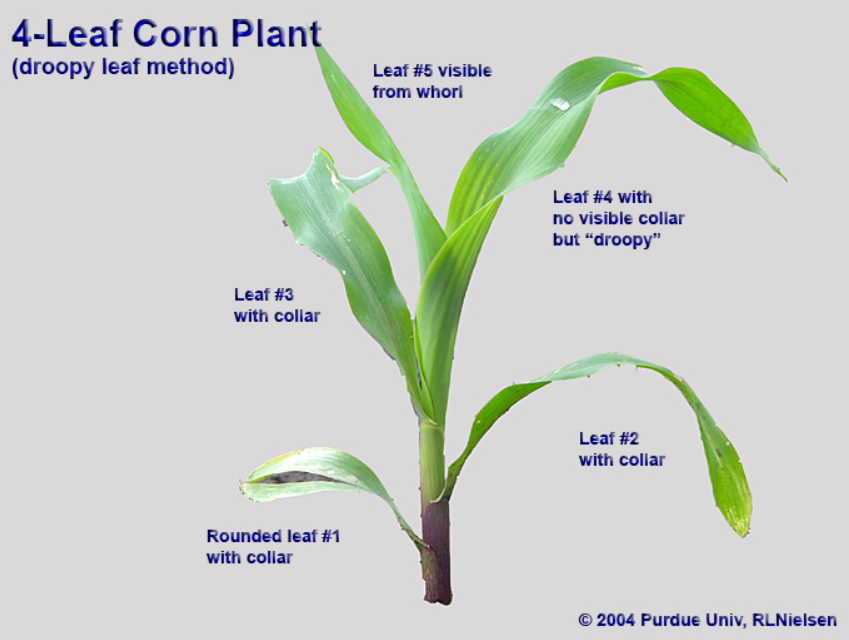 4-Leaf Corn Plant
(droopy leaf method)
Leaf #5 visible
from whorl
Leaf #4 with
no visible collar
but “droopy”
Leaf #3
with collar
Leaf #2
with collar
Rounded leaf #1
with collar
© 2004 Purdue Univ, RLNielsen